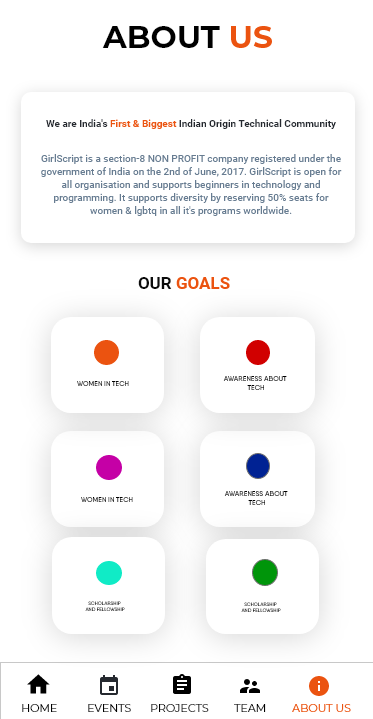 ABOUT US
We are India's First & Biggest Indian Origin Technical Community
GirlScript is a section-8 NON PROFIT company registered under the
government of India on the 2nd of June, 2017. GirlScript is open for
all organisation and supports beginners in technology and
programming. It supports diversity by reserving 50% seats for
women & lgbtq in all it's programs worldwide.
OUR GOALS
WOMEN IN TECH
AWARENESS ABOUT
TECH
WOMEN IN TECH
AWARENESS ABOUT
TECH
SCHOLARSHIP
AND FELLOWSHIP
SCHOLARSHIP
AND FELLOWSHIP
HOME EVENTS PROJECTS TEAM ABOUT US